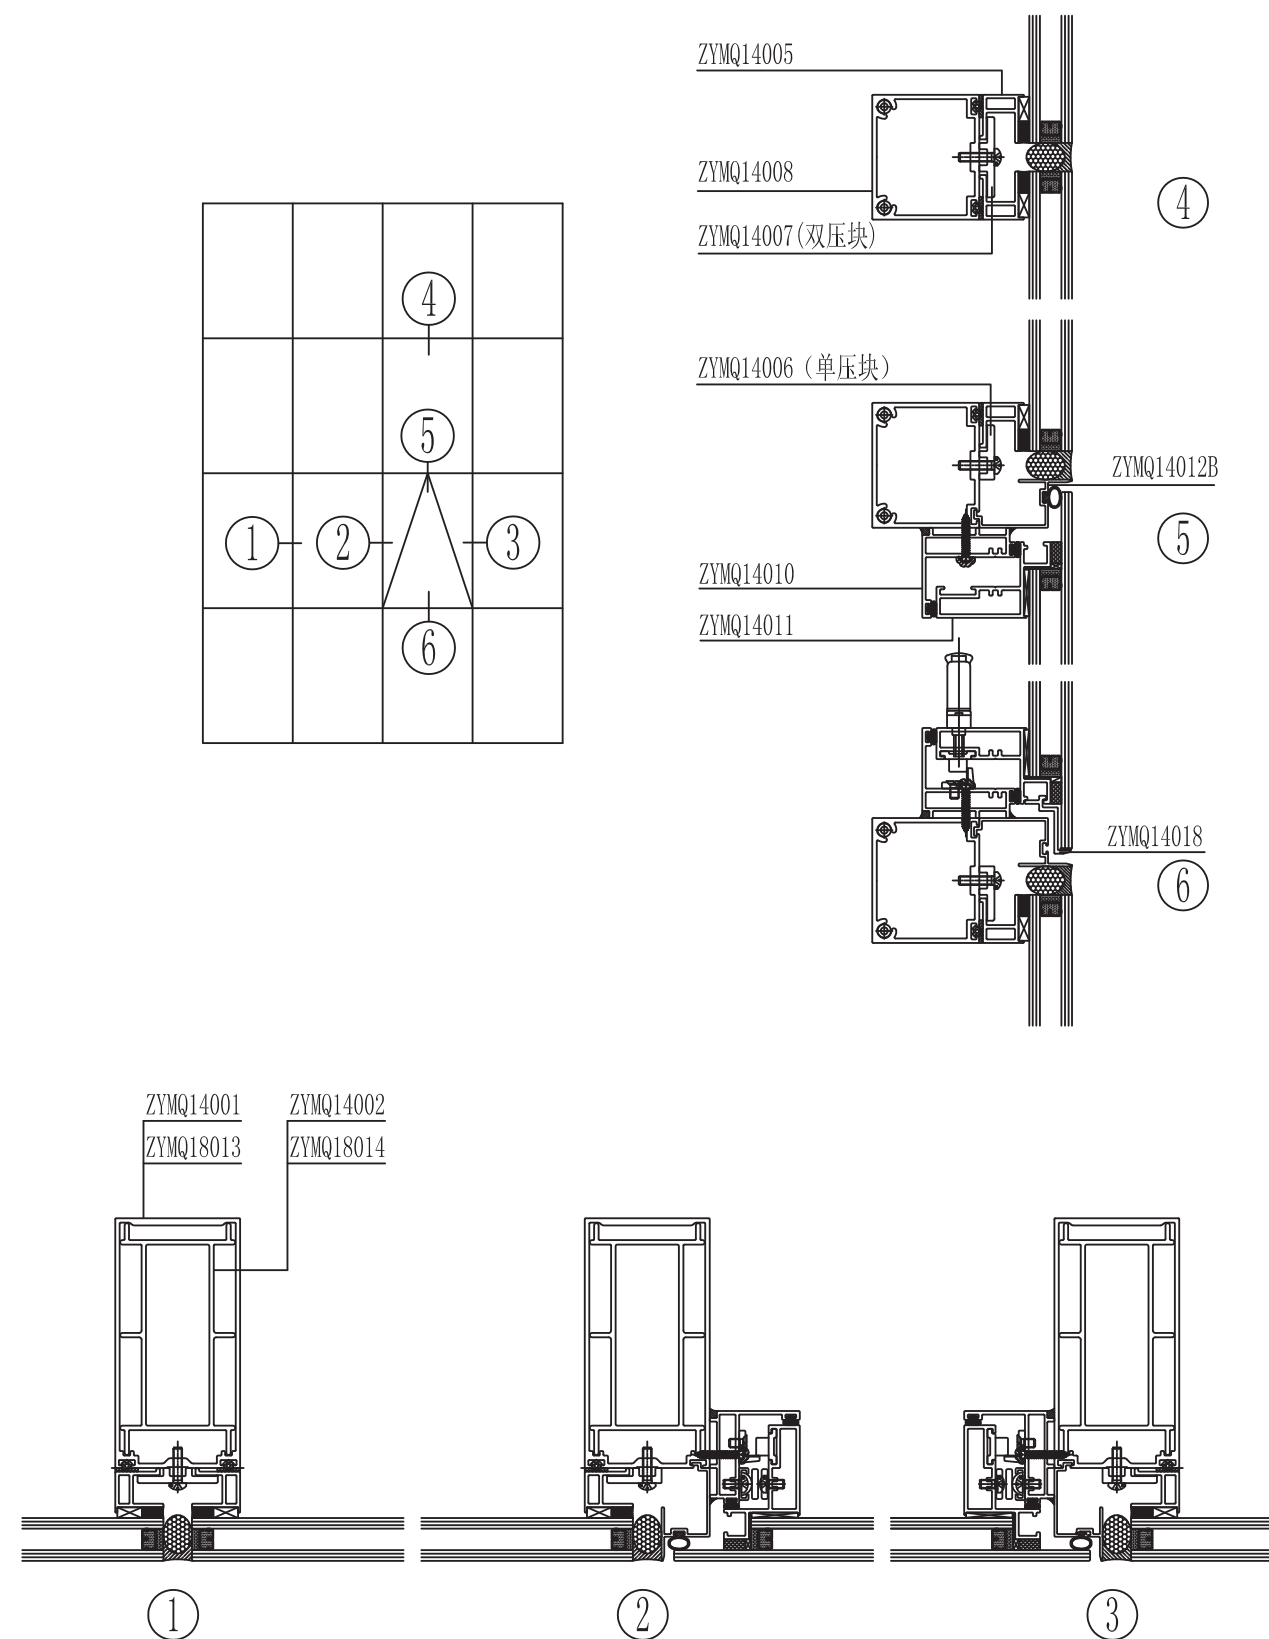 ZYMQ14005
ZYMQ14008
④
ZYMQ14007(双压块)
④
ZYMQ14006（单压块）
⑤
ZYMQ14012B
① ② ③
⑤
ZYMQ14010
ZYMQ14011
⑥
ZYMQ14018
⑥
ZYMQ14001 ZYMQ14002
ZYMQ18013 ZYMQ18014
① ② ③